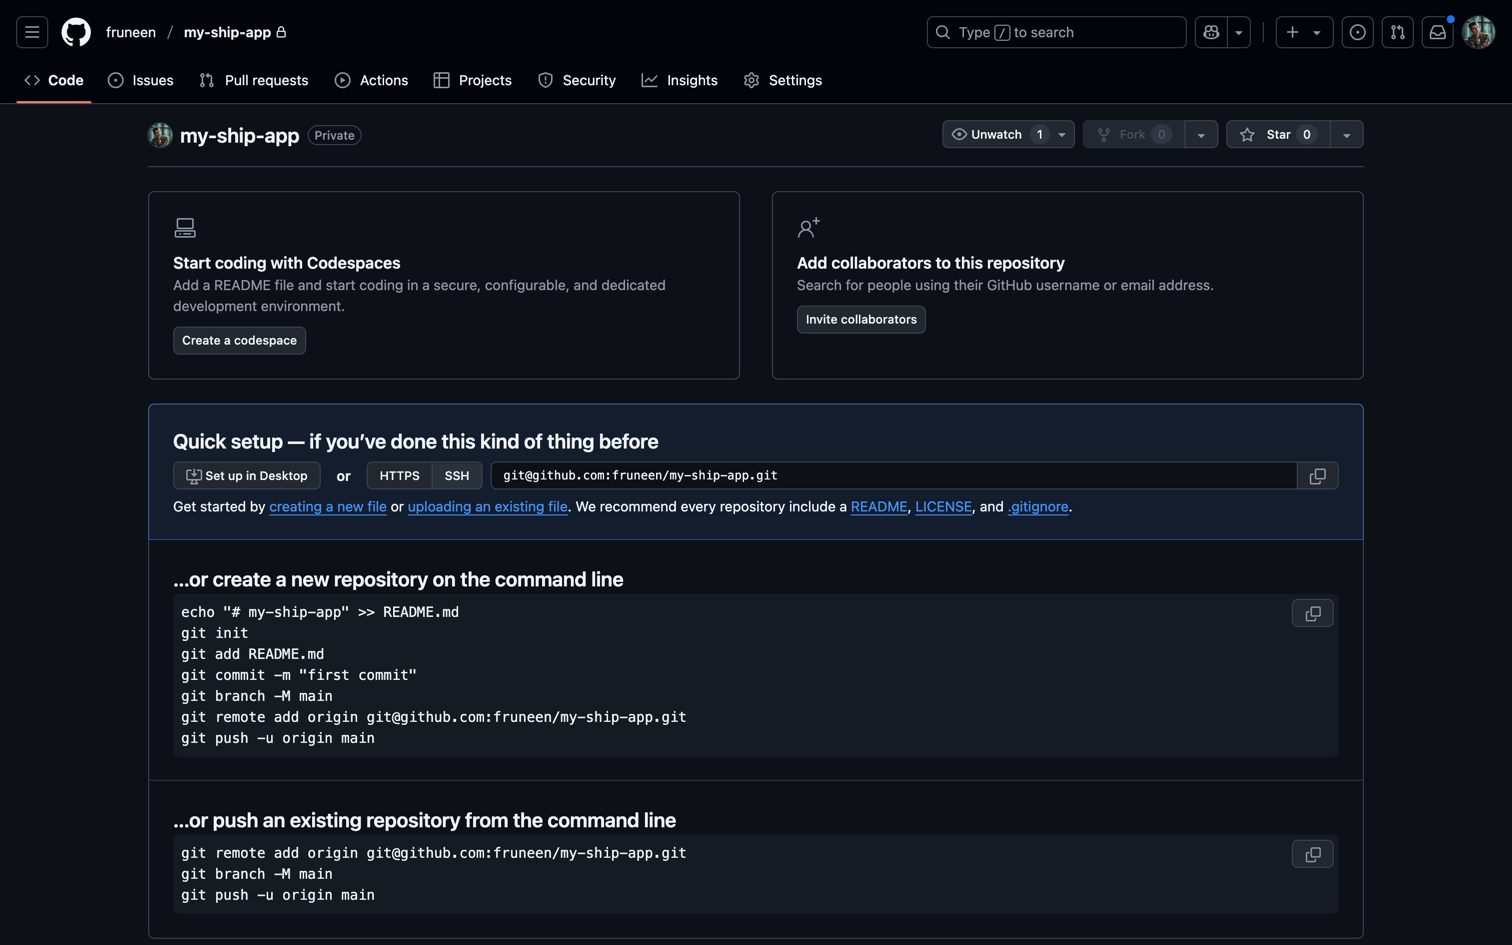 fruneen / my-ship-app
Type / to search
Code
Issues
Pull requests
Actions
Projects
Security
Insights
Settings
my-ship-app Private
Unwatch 1
Fork 0
Star 0
Start coding with Codespaces
Add a README file and start coding in a secure, configurable, and dedicated
development environment.
Create a codespace
Add collaborators to this repository
Search for people using their GitHub username or email address.
Invite collaborators
Quick setup — if you’ve done this kind of thing before
Set up in Desktop or HTTPS SSH git@github.com:fruneen/my-ship-app.git
Get started by creating a new file or uploading an existing file. We recommend every repository include a README, LICENSE, and .gitignore.
…or create a new repository on the command line
echo "# my-ship-app" >> README.md
git init
git add README.md
git commit -m "first commit"
git branch -M main
git remote add origin git@github.com:fruneen/my-ship-app.git
git push -u origin main
…or push an existing repository from the command line
git remote add origin git@github.com:fruneen/my-ship-app.git
git branch -M main
git push -u origin main